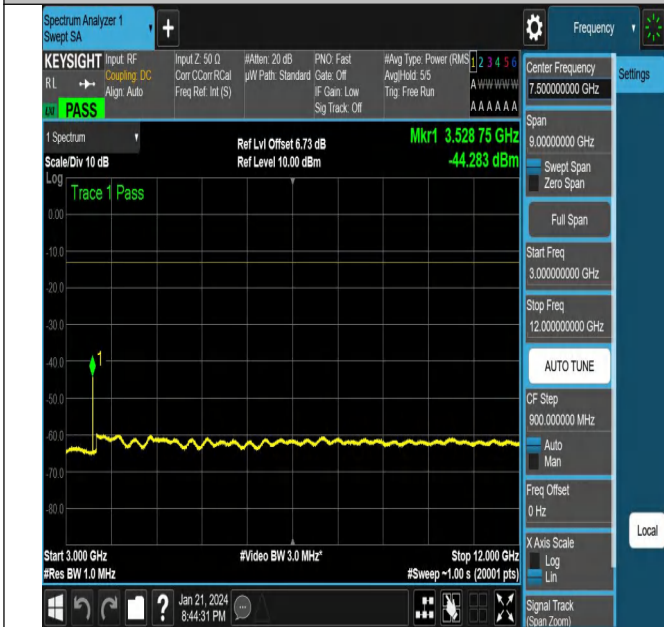 Spectrum Analyzer 1
Swept SA
Frequency
KEYSIGHT
RL
LXI
PASS
Input: RF
Coupling: DC
Align: Auto
Input Z: 50 Ω
Corr CCorr RCal
Freq Ref: Int (S)
#Atten: 20 dB
µW Path: Standard
PNO: Fast
Gate: Off
IF Gain: Low
Sig Track: Off
#Avg Type: Power (RMS
Avg|Hold: 5/5
Trig: Free Run
1 2 3 4 5 6
A W W W W W
A A A A A A
1 Spectrum
Scale/Div 10 dB
Ref Lvl Offset 6.73 dB
Ref Level 10.00 dBm
Mkr1 3.528 75 GHz
-44.283 dBm
Log
Trace 1 Pass
0.00
-10.0
-20.0
-30.0
-40.0
1
-50.0
-60.0
-70.0
-80.0
Start 3.000 GHz
#Res BW 1.0 MHz
#Video BW 3.0 MHz*
Stop 12.000 GHz
#Sweep ~1.00 s (20001 pts)
Jan 21, 2024
8:44:31 PM
Center Frequency
7.500000000 GHz
Settings
Span
9.00000000 GHz
Swept Span
Zero Span
Full Span
Start Freq
3.000000000 GHz
Stop Freq
12.000000000 GHz
AUTO TUNE
CF Step
900.000000 MHz
Auto
Man
Freq Offset
0 Hz
Local
X Axis Scale
Log
Lin
Signal Track
(Span Zoom)